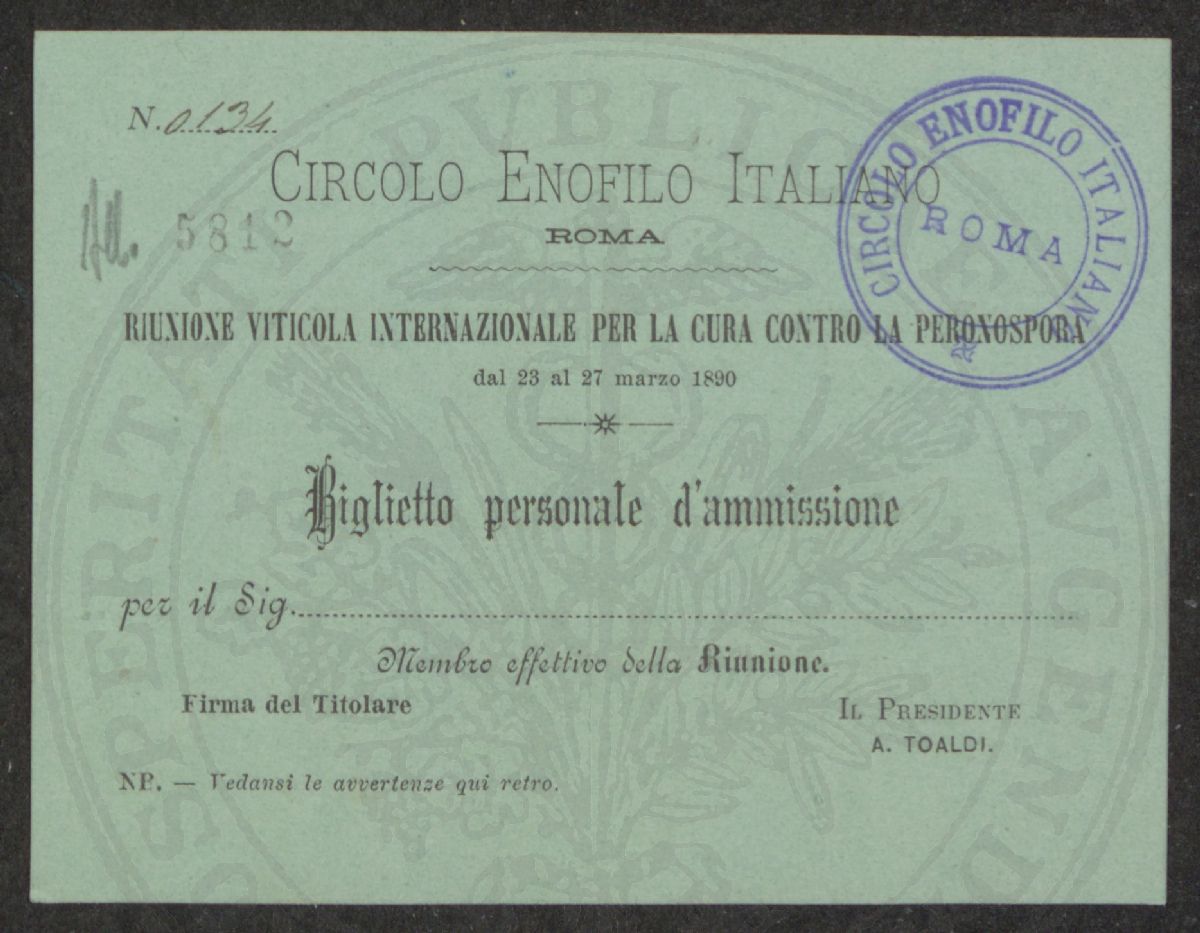 N. 0134
CIRCOLO ENOFILO ITALIANO
5812
ROMA
RIUNIONE VITICOLA INTERNAZIONALE PER LA CURA CONTRO LA PERONOSPORA
dal 23 al 27 marzo 1890
Biglietto personale d'ammissione
per il Sig.
Membro effettivo della Riunione.
Firma del Titolare
IL PRESIDENTE
A. TOALDI.
NB. — Vedansi le avvertenze qui retro.
CIRCOLO ENOFILO ITALIANO
ROMA
PUBLICE